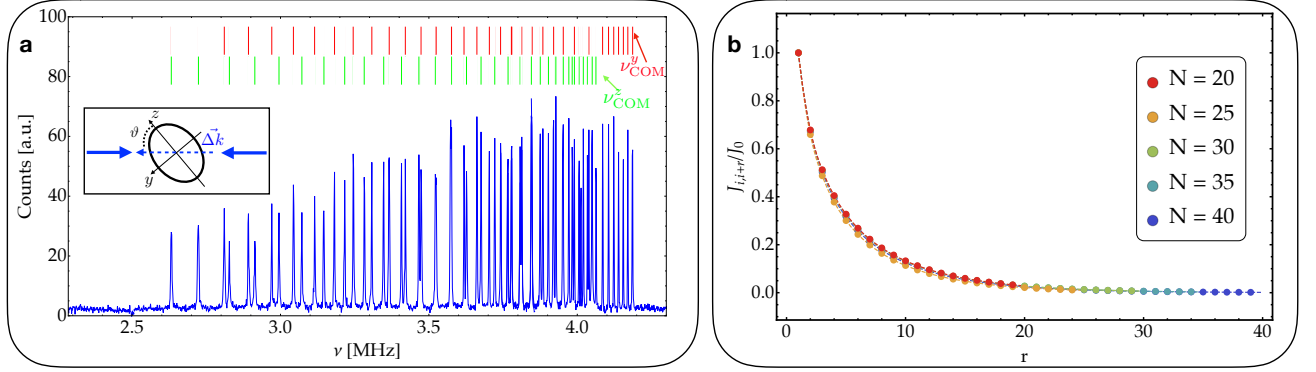 a
Counts [a.u.]
100
80
60
40
20
0
ν^y_COM
ν^z_COM
ϑ
z
Δk⃗
y
2.5
3.0
3.5
4.0
ν [MHz]
b
J_{i,i+r}/J_0
1.0
0.8
0.6
0.4
0.2
0.0
N = 20
N = 25
N = 30
N = 35
N = 40
0
10
20
30
40
r